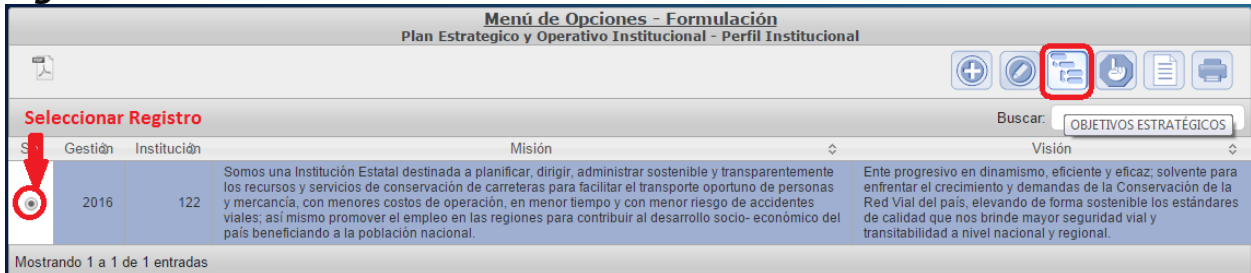 Menú de Opciones - Formulación
Plan Estrategico y Operativo Institucional - Perfil Institucional
Seleccionar Registro
Buscar:
OBJETIVOS ESTRATÉGICOS
Gestión Institución Misión Visión
Somos una Institución Estatal destinada a planificar, dirigir, administrar sostenible y transparentemente
los recursos y servicios de conservación de carreteras para facilitar el transporte oportuno de personas
y mercancía, con menores costos de operación, en menor tiempo y con menor riesgo de accidentes
viales; así mismo promover el empleo en las regiones para contribuir al desarrollo socio- económico del
país beneficiando a la población nacional.
2016 122
Ente progresivo en dinamismo, eficiente y eficaz; solvente para
enfrentar el crecimiento y demandas de la Conservación de la
Red Vial del país, elevando de forma sostenible los estándares
de calidad que nos brinde mayor seguridad vial y
transitabilidad a nivel nacional y regional.
Mostrando 1 a 1 de 1 entradas